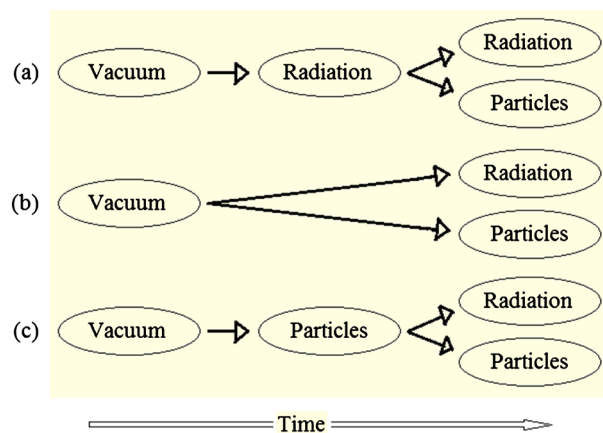 Radiation
(a) Vacuum Radiation
Particles
Radiation
(b) Vacuum
Particles
Radiation
(c) Vacuum Particles
Particles
Time